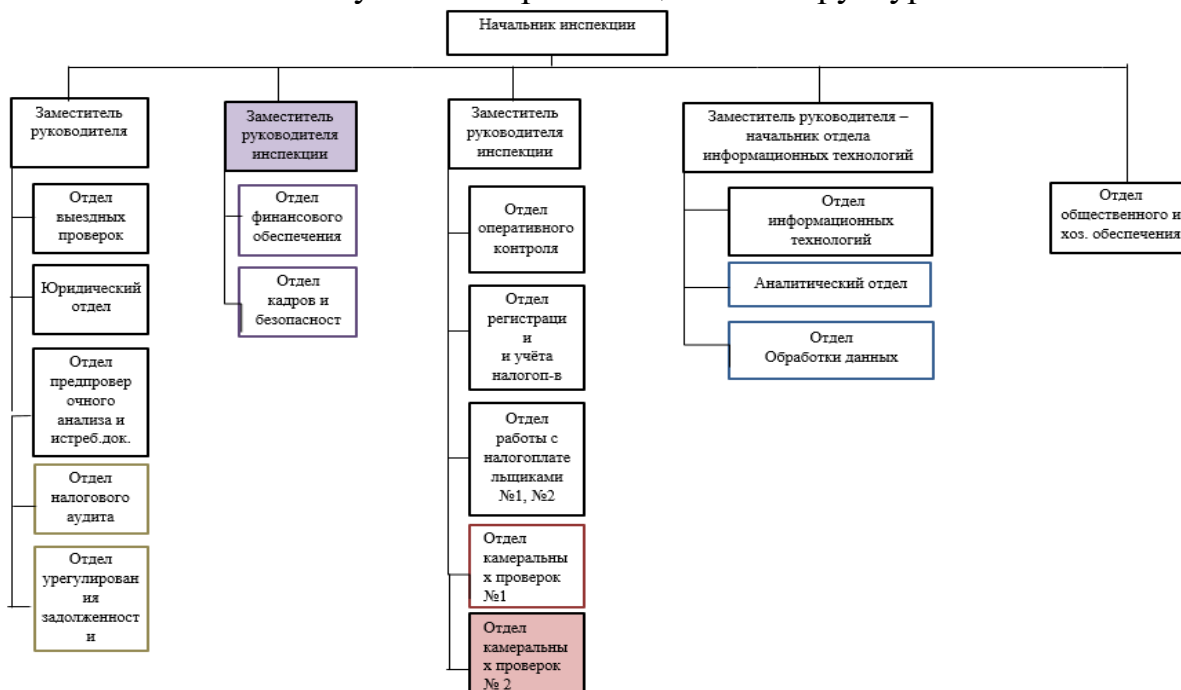 Начальник инспекции
Заместитель
руководителя
Заместитель
руководителя
инспекции
Заместитель
руководителя
инспекции
Заместитель руководителя –
начальник отдела
информационных технологий
Отдел
выездных
проверок
Юридический
отдел
Отдел
предпровер
очного
анализа и
истреб.док.
Отдел
налогового
аудита
Отдел
урегулирован
ия
задолженност
и
Отдел
финансового
обеспечения
Отдел
кадров и
безопасност
Отдел
оперативного
контроля
Отдел
регистраци
и
и учёта
налогоп-в
Отдел
работы с
налогоплате
льщиками
№1, №2
Отдел
камеральны
х проверок
№1
Отдел
камеральны
х проверок
№ 2
Отдел
информационных
технологий
Аналитический отдел
Отдел
Обработки данных
Отдел
общественного и
хоз. обеспечения